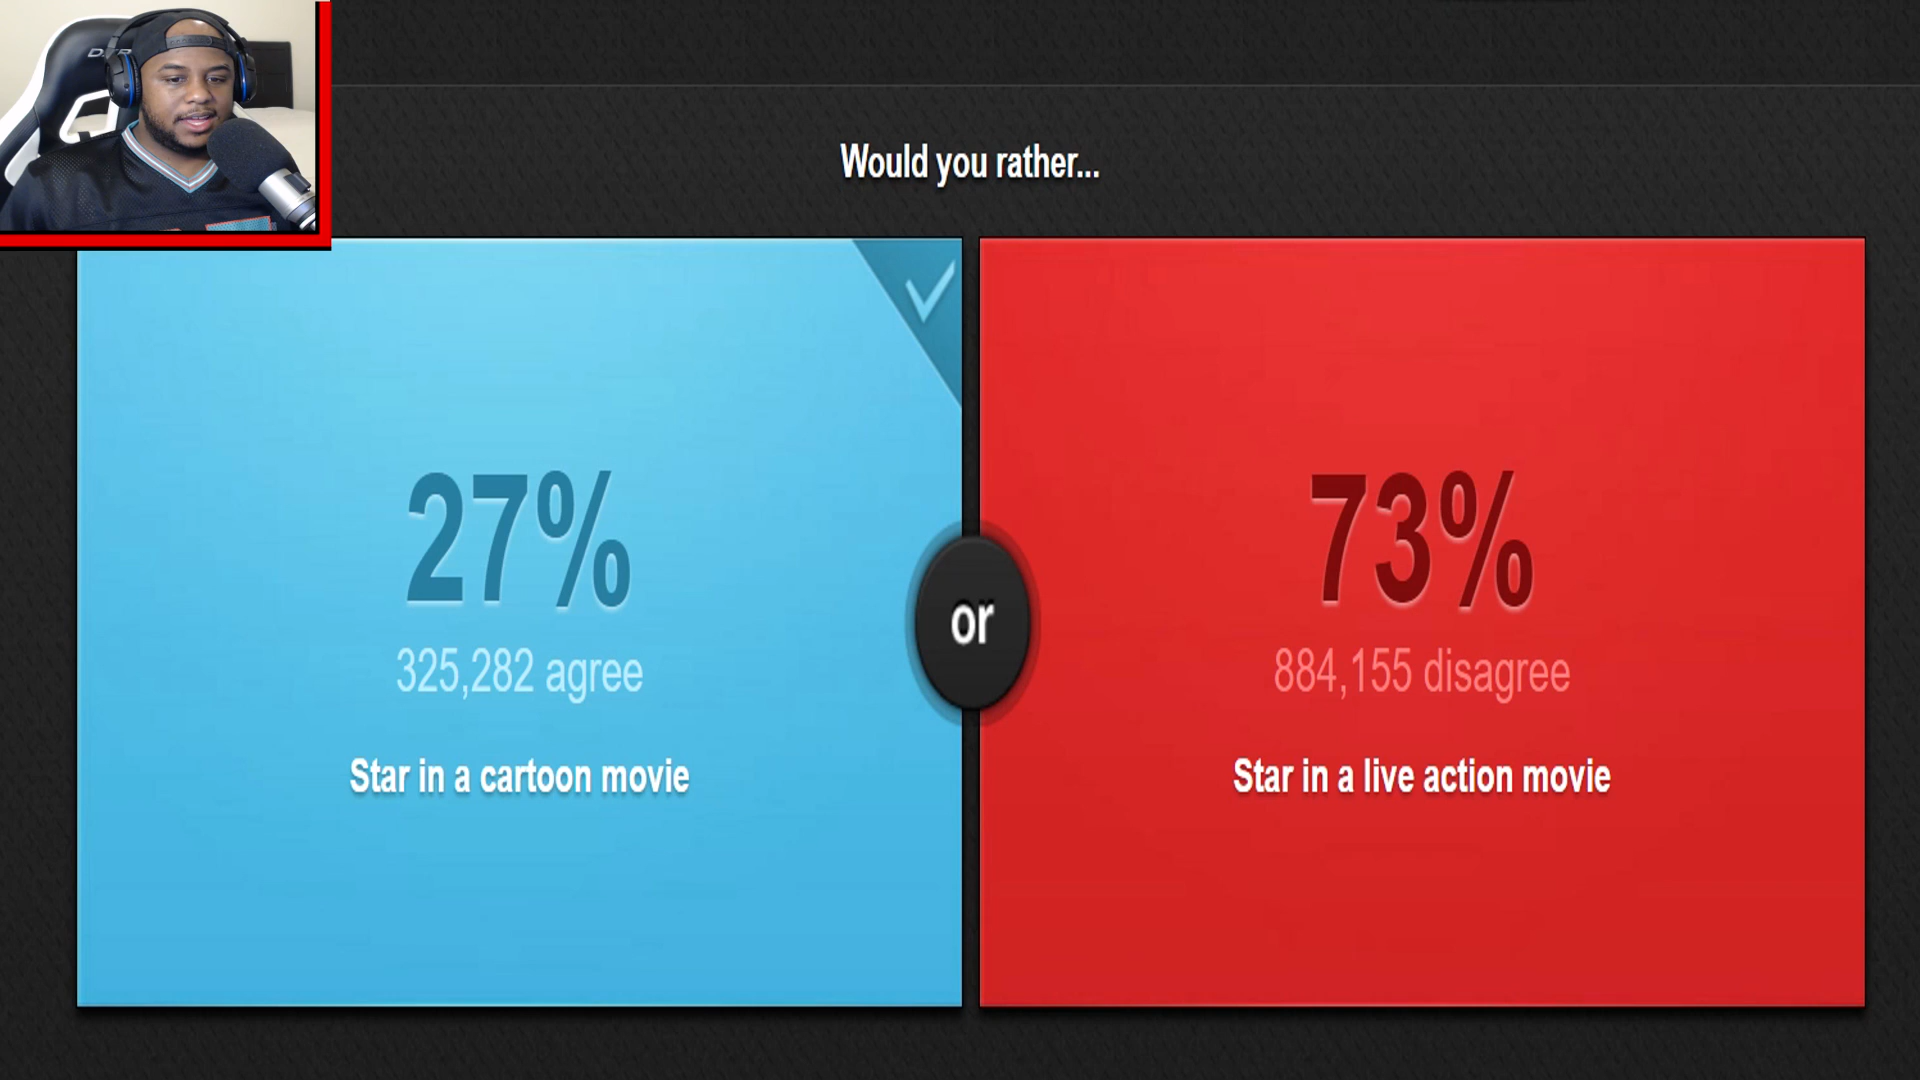 Would you rather...
27%
325,282 agree
Star in a cartoon movie
or
73%
884,155 disagree
Star in a live action movie